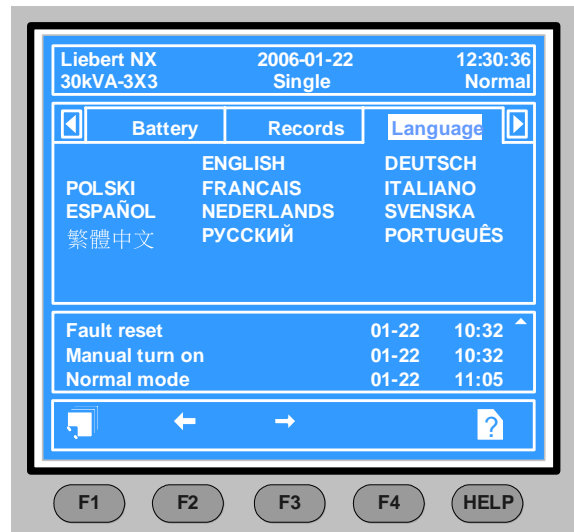 Liebert NX 2006-01-22 12:30:36
30kVA-3X3 Single Normal
Battery Records Language
ENGLISH DEUTSCH
POLSKI FRANCAIS ITALIANO
ESPAÑOL NEDERLANDS SVENSKA
繁體中文 РУССКИЙ PORTUGUÊS
Fault reset 01-22 10:32
Manual turn on 01-22 10:32
Normal mode 01-22 11:05
?
F1 F2 F3 F4 HELP